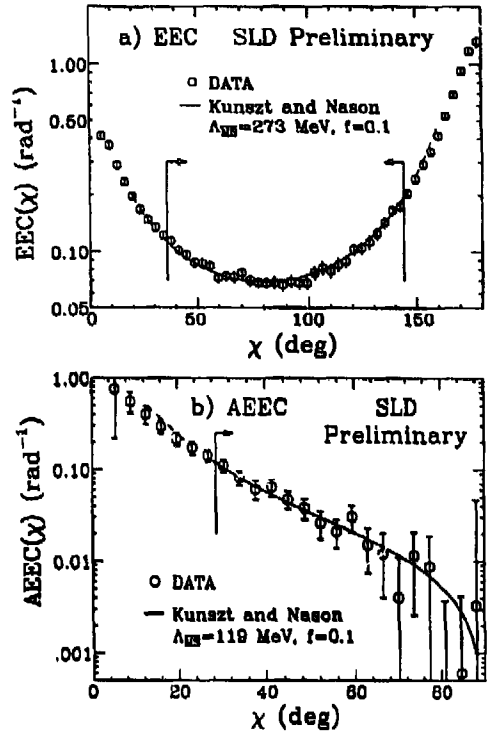 a) EEC SLD Preliminary
□ DATA
— Kunszt and Nason
Λ_MS=273 MeV, f=0.1
EEC(χ) (rad⁻¹)
1.00
0.50
0.10
0.05
0 50 100 150
χ (deg)
b) AEEC SLD
Preliminary
○ DATA
— Kunszt and Nason
Λ_MS=119 MeV, f=0.1
AEEC(χ) (rad⁻¹)
1.00
0.10
0.01
.001
0 20 40 60 80
χ (deg)